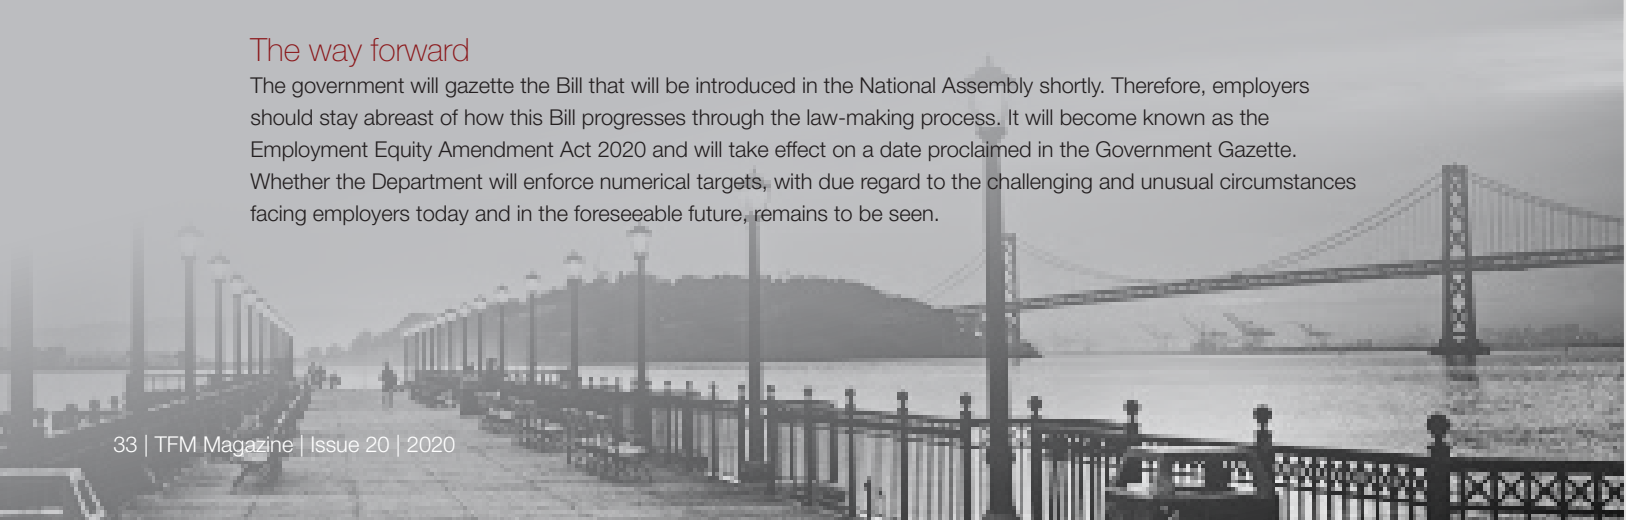 The way forward
The government will gazette the Bill that will be introduced in the National Assembly shortly. Therefore, employers
should stay abreast of how this Bill progresses through the law-making process. It will become known as the
Employment Equity Amendment Act 2020 and will take effect on a date proclaimed in the Government Gazette.
Whether the Department will enforce numerical targets, with due regard to the challenging and unusual circumstances
facing employers today and in the foreseeable future, remains to be seen.
33 | TFM Magazine | Issue 20 | 2020